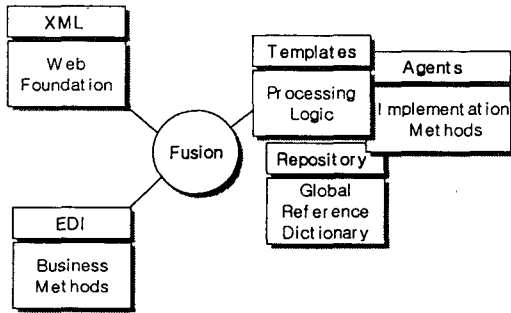 XML
Web
Foundation
Templates
Processing
Logic
Agents
Implementation
Methods
Fusion
Repository
Global
Reference
Dictionary
EDI
Business
Methods